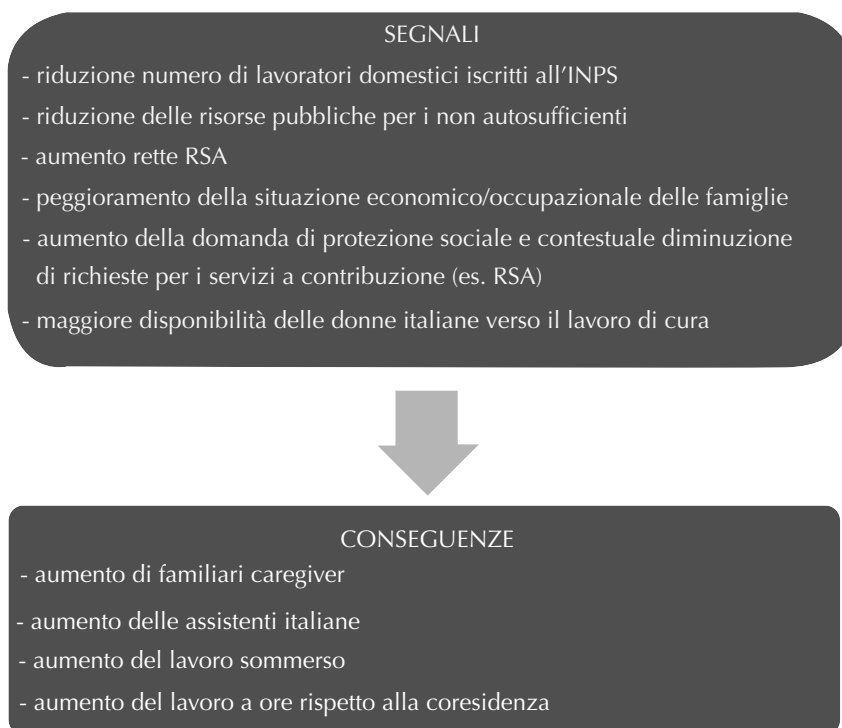 SEGNALI
- riduzione numero di lavoratori domestici iscritti all’INPS
- riduzione delle risorse pubbliche per i non autosufficienti
- aumento rette RSA
- peggioramento della situazione economico/occupazionale delle famiglie
- aumento della domanda di protezione sociale e contestuale diminuzione
di richieste per i servizi a contribuzione (es. RSA)
- maggiore disponibilità delle donne italiane verso il lavoro di cura
CONSEGUENZE
- aumento di familiari caregiver
- aumento delle assistenti italiane
- aumento del lavoro sommerso
- aumento del lavoro a ore rispetto alla coresidenza